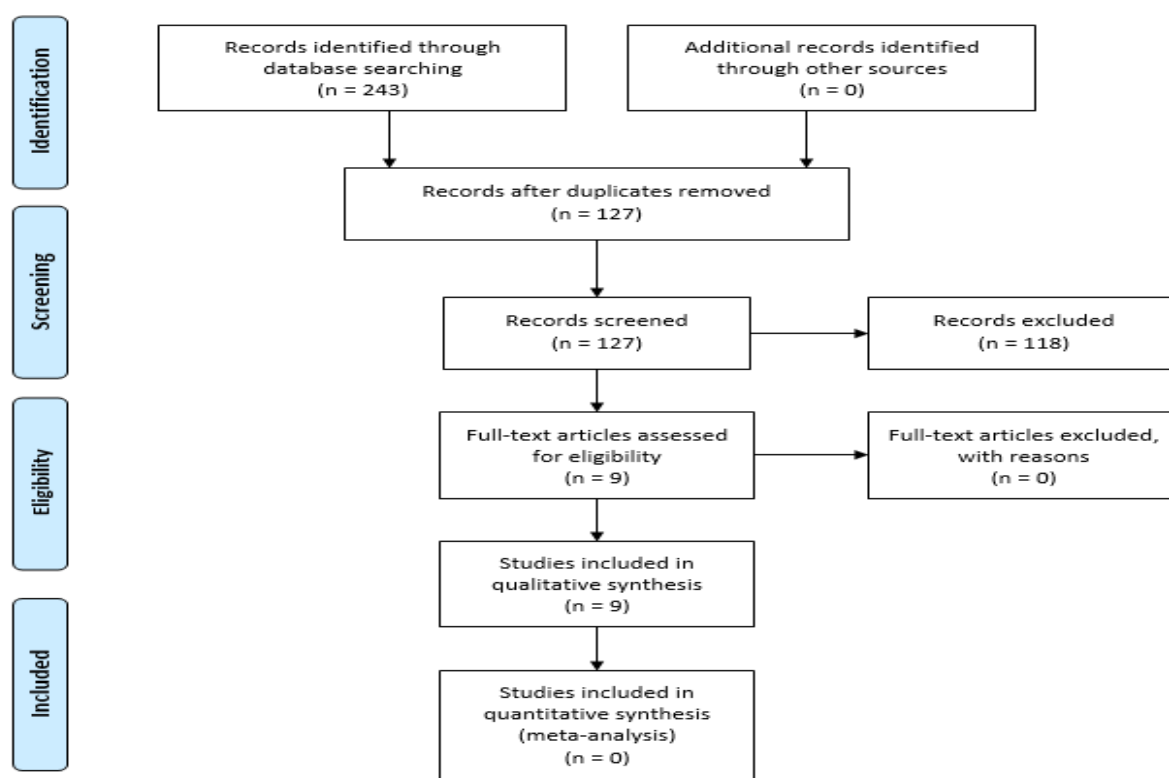 Identification
Records identified through
database searching
(n = 243)
Additional records identified
through other sources
(n = 0)
Records after duplicates removed
(n = 127)
Screening
Records screened
(n = 127)
Records excluded
(n = 118)
Eligibility
Full-text articles assessed
for eligibility
(n = 9)
Full-text articles excluded,
with reasons
(n = 0)
Studies included in
qualitative synthesis
(n = 9)
Included
Studies included in
quantitative synthesis
(meta-analysis)
(n = 0)